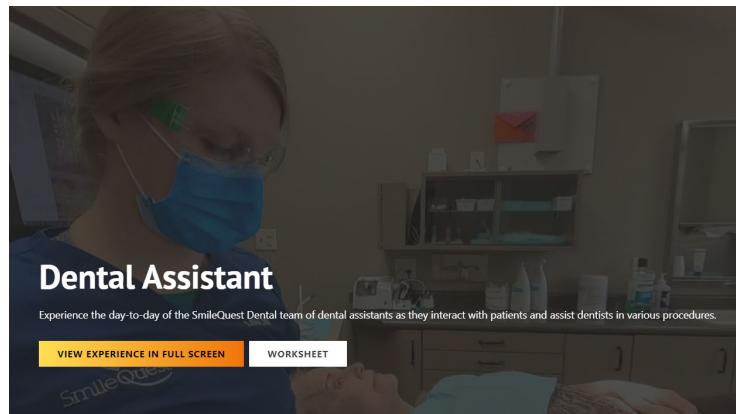 Dental Assistant
Experience the day-to-day of the SmileQuest Dental team of dental assistants as they interact with patients and assist dentists in various procedures.
VIEW EXPERIENCE IN FULL SCREEN WORKSHEET
SmileQuest